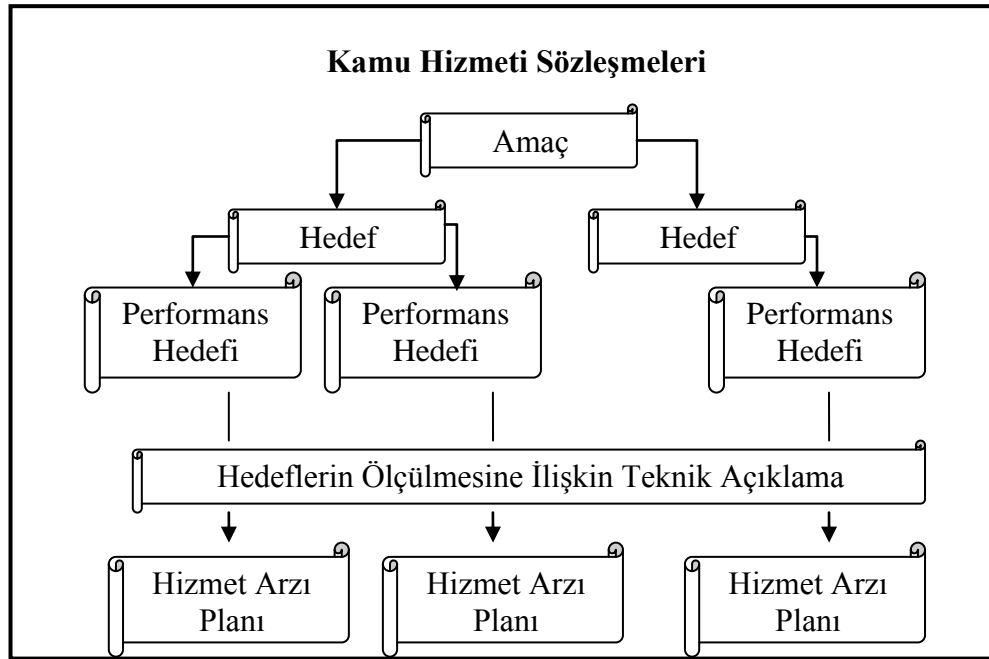 Kamu Hizmeti Sözleşmeleri
Amaç
Hedef
Hedef
Performans
Hedefi
Performans
Hedefi
Performans
Hedefi
Hedeflerin Ölçülmesine İlişkin Teknik Açıklama
Hizmet Arzı
Planı
Hizmet Arzı
Planı
Hizmet Arzı
Planı